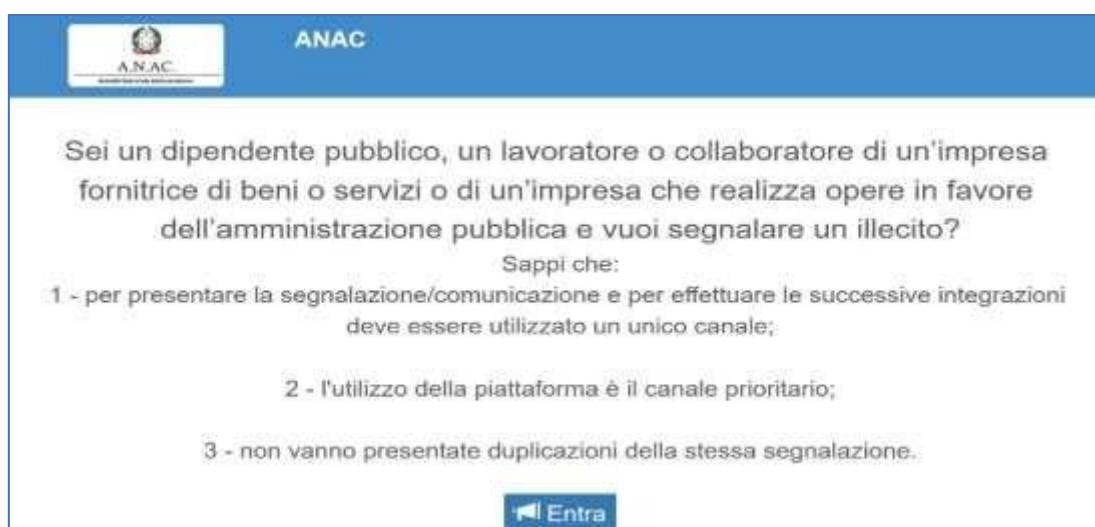 ANAC
A.N.AC.
Sei un dipendente pubblico, un lavoratore o collaboratore di un'impresa
fornitrice di beni o servizi o di un'impresa che realizza opere in favore
dell'amministrazione pubblica e vuoi segnalare un illecito?
Sappi che:
1 - per presentare la segnalazione/comunicazione e per effettuare le successive integrazioni
deve essere utilizzato un unico canale;
2 - l'utilizzo della piattaforma è il canale prioritario;
3 - non vanno presentate duplicazioni della stessa segnalazione.
Entra